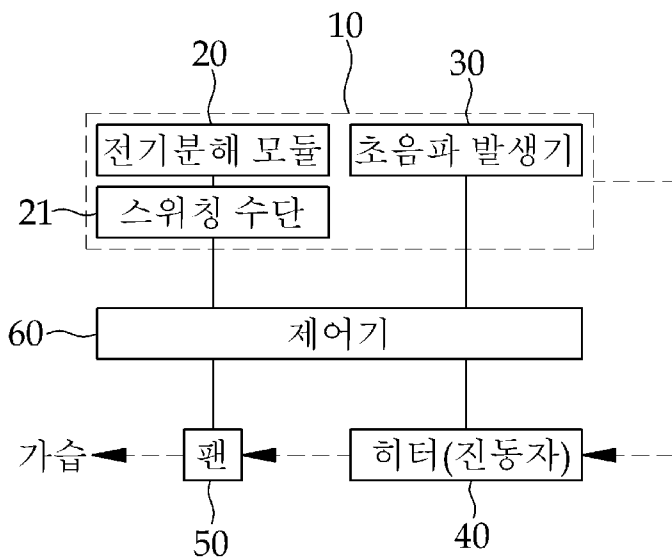 20 10 30
전기분해 모듈 초음파 발생기
21 스위칭 수단
60 제어기
가습 팬 히터(진동자)
50 40